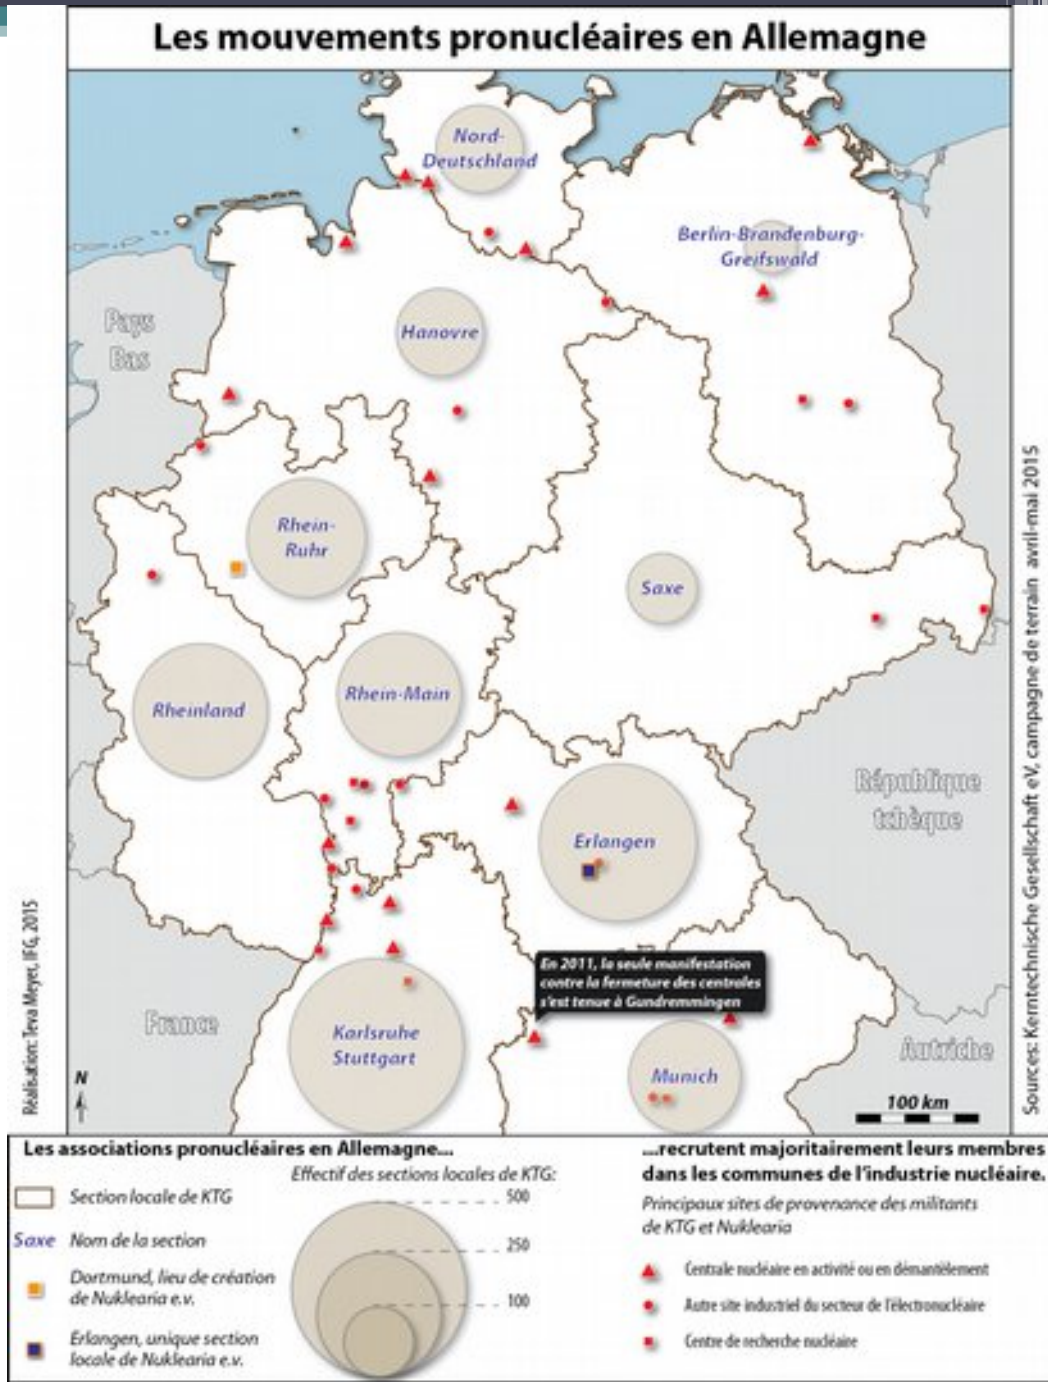 Les mouvements pronucléaires en Allemagne
Nord-
Deutschland
Berlin-Brandenburg-
Greifswald
Pays
Bas
Hanovre
Rhein-
Ruhr
Saxe
Rheinland
Rhein-Main
République
tchèque
Erlangen
En 2011, la seule manifestation
contre la fermeture des centrales
s'est tenue à Gundremmingen
France
Karlsruhe
Stuttgart
Munich
Autriche
N
100 km
Réalisation: Teva Meyer, IFG, 2015
Sources: Kerntechnische Gesellschaft eV, campagne de terrain avril-mai 2015
Les associations pronucléaires en Allemagne...
Effectif des sections locales de KTG:
500
250
100
Section locale de KTG
Saxe Nom de la section
Dortmund, lieu de création
de Nuklearia e.v.
Erlangen, unique section
locale de Nuklearia e.v.
...recrutent majoritairement leurs membres
dans les communes de l'industrie nucléaire.
Principaux sites de provenance des militants
de KTG et Nuklearia
Centrale nucléaire en activité ou en démantèlement
Autre site industriel du secteur de l'électronucléaire
Centre de recherche nucléaire